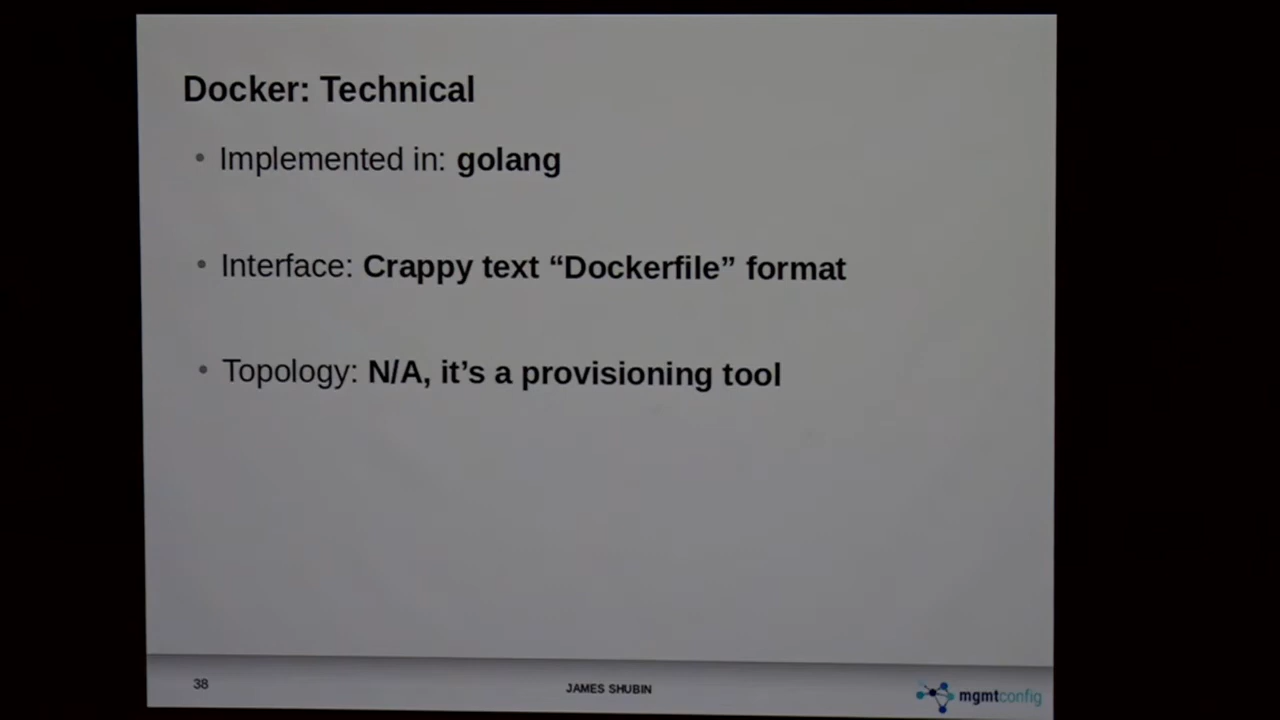 Docker: Technical
• Implemented in: golang
• Interface: Crappy text “Dockerfile” format
• Topology: N/A, it’s a provisioning tool
38
JAMES SHUBIN
mgmtconfig